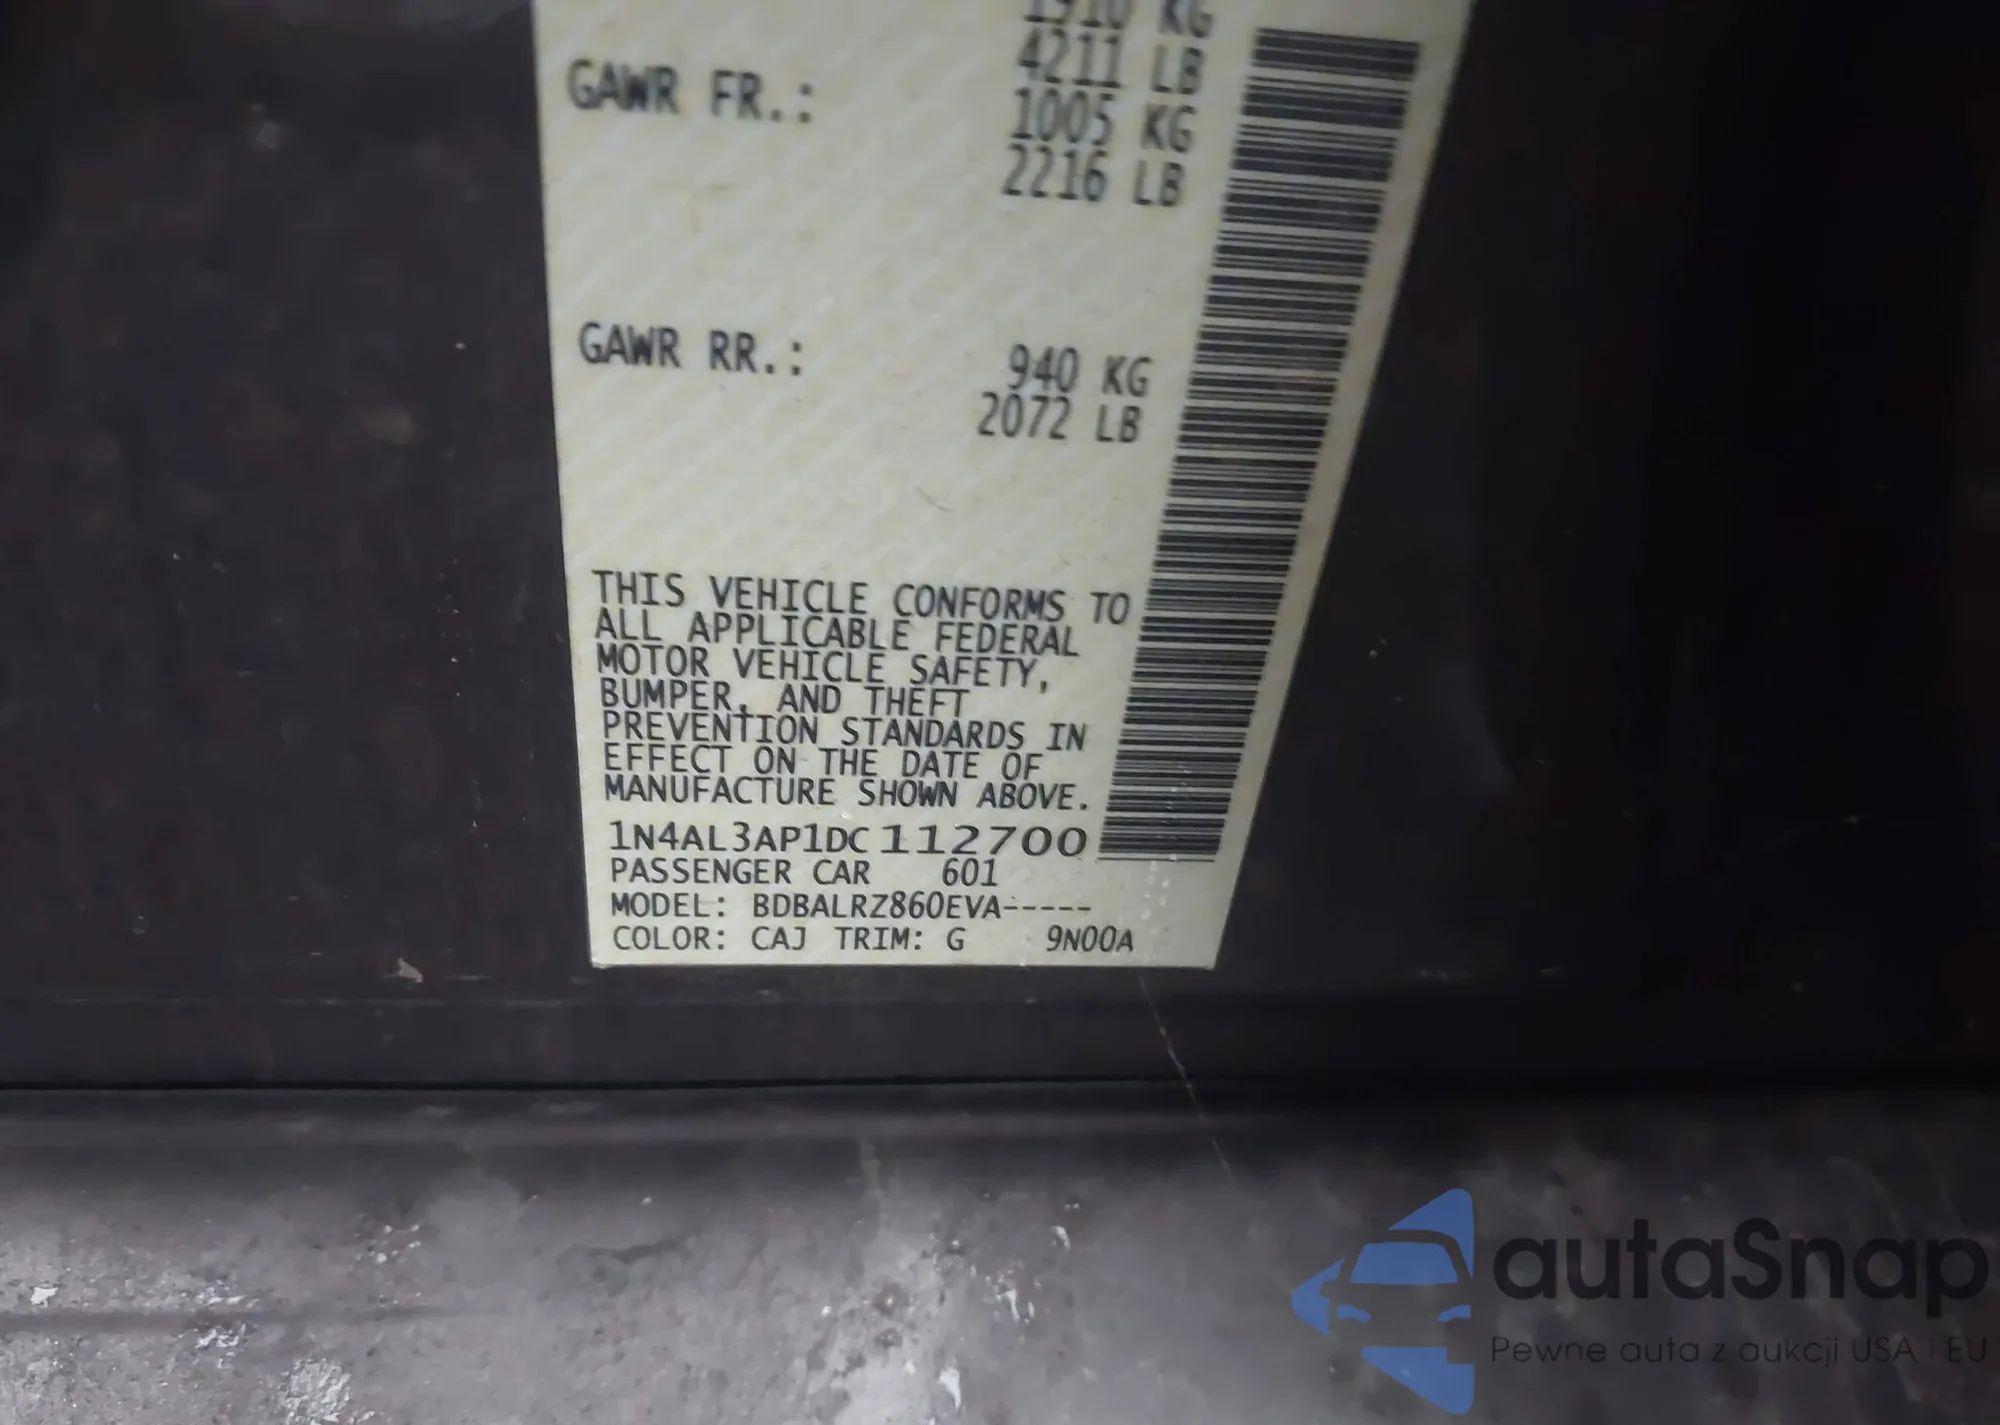 1910 KG
4211 LB
GAWR FR.: 1005 KG
2216 LB
GAWR RR.: 940 KG
2072 LB
THIS VEHICLE CONFORMS TO
ALL APPLICABLE FEDERAL
MOTOR VEHICLE SAFETY,
BUMPER, AND THEFT
PREVENTION STANDARDS IN
EFFECT ON THE DATE OF
MANUFACTURE SHOWN ABOVE.
1N4AL3AP1DC112700
PASSENGER CAR 601
MODEL: BDBALRZ860EVA-----
COLOR: CAJ TRIM: G 9N00A
autaSnap
Pewne auta z aukcji USA i EU